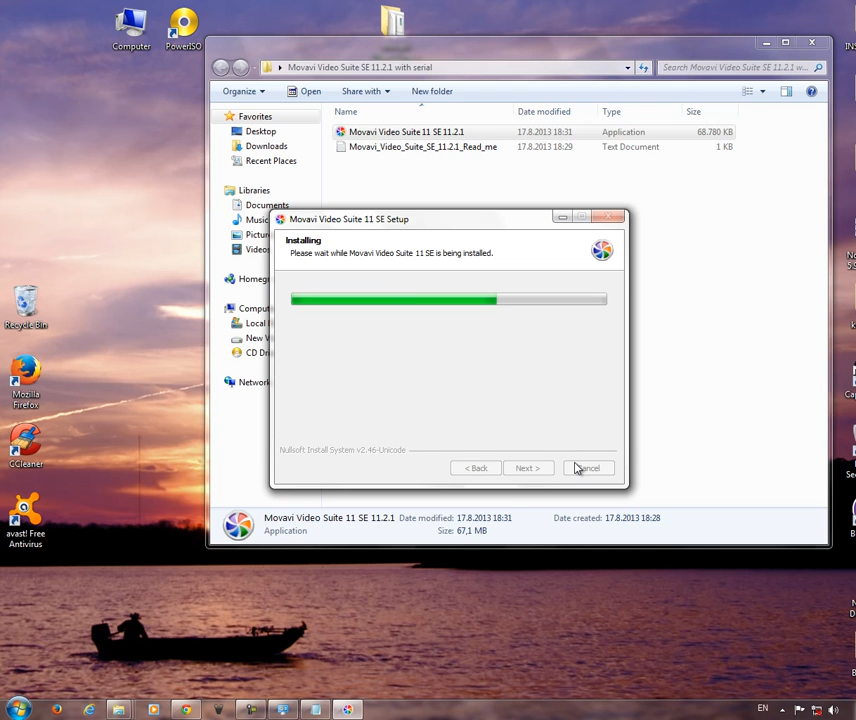 Computer
PowerISO
Movavi Video Suite SE 11.2.1 with serial
Search Movavi Video Suite SE 11.2.1 w...
Organize
Open
Share with
New folder
Favorites
Desktop
Downloads
Recent Places
Libraries
Documents
Music
Pictur
Videos
Homeg
Compu
Local
New V
CD Dr
Network
Name
Date modified
Type
Size
Movavi Video Suite 11 SE 11.2.1
17.8.2013 18:31
Application
68.780 KB
Movavi_Video_Suite_SE_11.2.1_Read_me
17.8.2013 18:29
Text Document
1 KB
Movavi Video Suite 11 SE Setup
Installing
Please wait while Movavi Video Suite 11 SE is being installed.
Nullsoft Install System v2.46-Unicode
< Back
Next >
Cancel
Movavi Video Suite 11 SE 11.2.1
Date modified: 17.8.2013 18:31
Date created: 17.8.2013 18:28
Application
Size: 67,1 MB
Recycle Bin
Mozilla
Firefox
CCleaner
avast! Free
Antivirus
EN